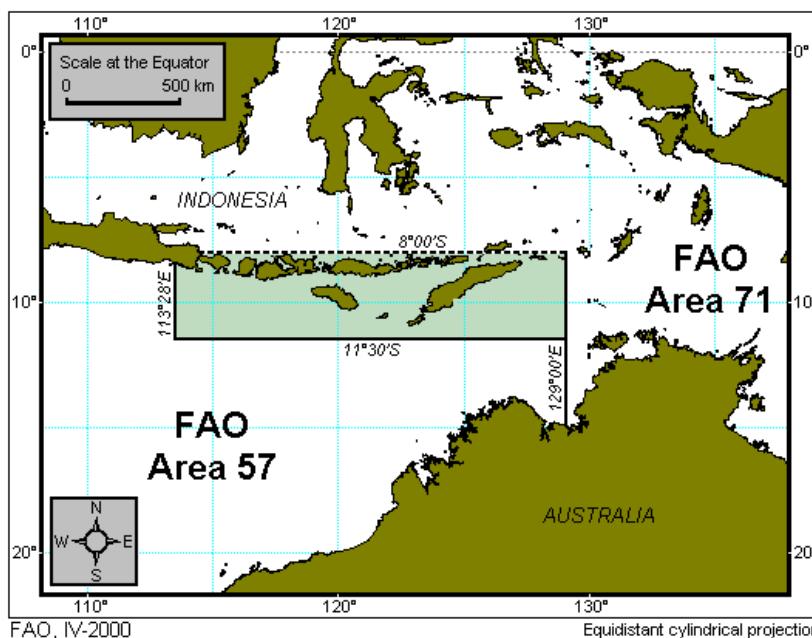 110° 120° 130°
0° 0°
Scale at the Equator
0 500 km
INDONESIA
8°00'S
FAO
Area 71
113°28'E
10° 10°
11°30'S
129°00'E
FAO
Area 57
N
W E
S
AUSTRALIA
20° 20°
110° 120° 130°
FAO, IV-2000 Equidistant cylindrical projection